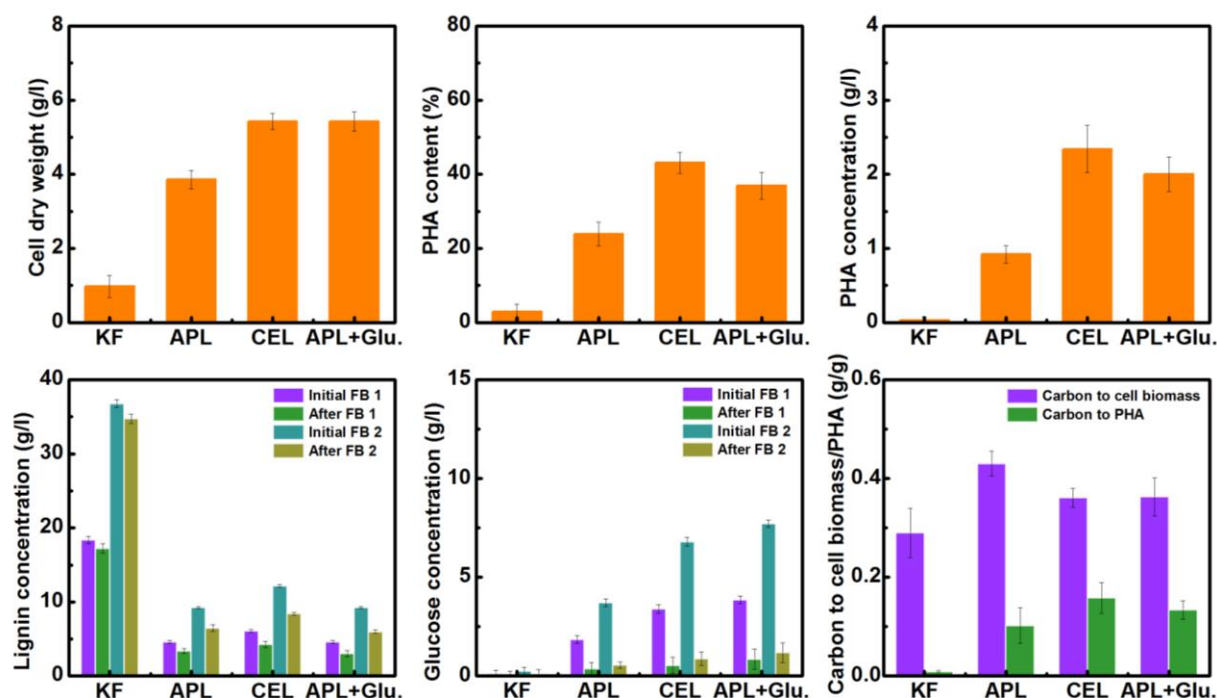 Cell dry weight (g/l)
8
6
4
2
0
KF APL CEL APL+Glu.
PHA content (%)
80
60
40
20
0
KF APL CEL APL+Glu.
PHA concentration (g/l)
4
3
2
1
0
KF APL CEL APL+Glu.
Lignin concentration (g/l)
40
30
20
10
0
Initial FB 1
After FB 1
Initial FB 2
After FB 2
KF APL CEL APL+Glu.
Glucose concentration (g/l)
15
10
5
0
Initial FB 1
After FB 1
Initial FB 2
After FB 2
KF APL CEL APL+Glu.
Carbon to cell biomass/PHA (g/g)
0.6
0.4
0.2
0.0
Carbon to cell biomass
Carbon to PHA
KF APL CEL APL+Glu.